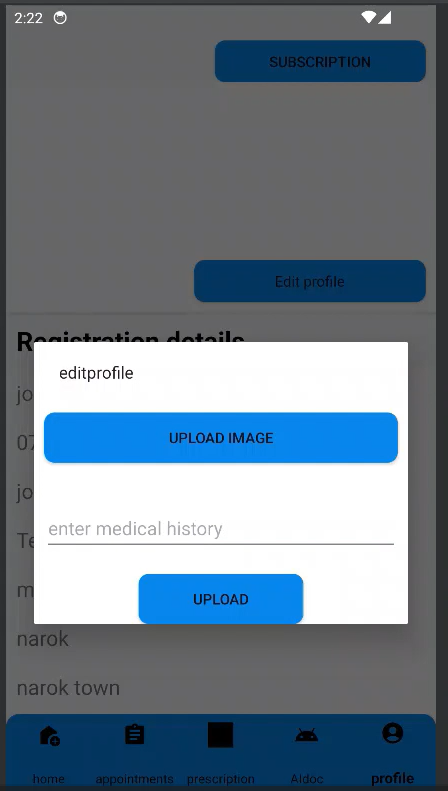 2:22
SUBSCRIPTION
Edit profile
Registration details
jo
07
editprofile
UPLOAD IMAGE
jo
enter medical history
Te
m
UPLOAD
narok
narok town
home appointments prescription AIdoc profile